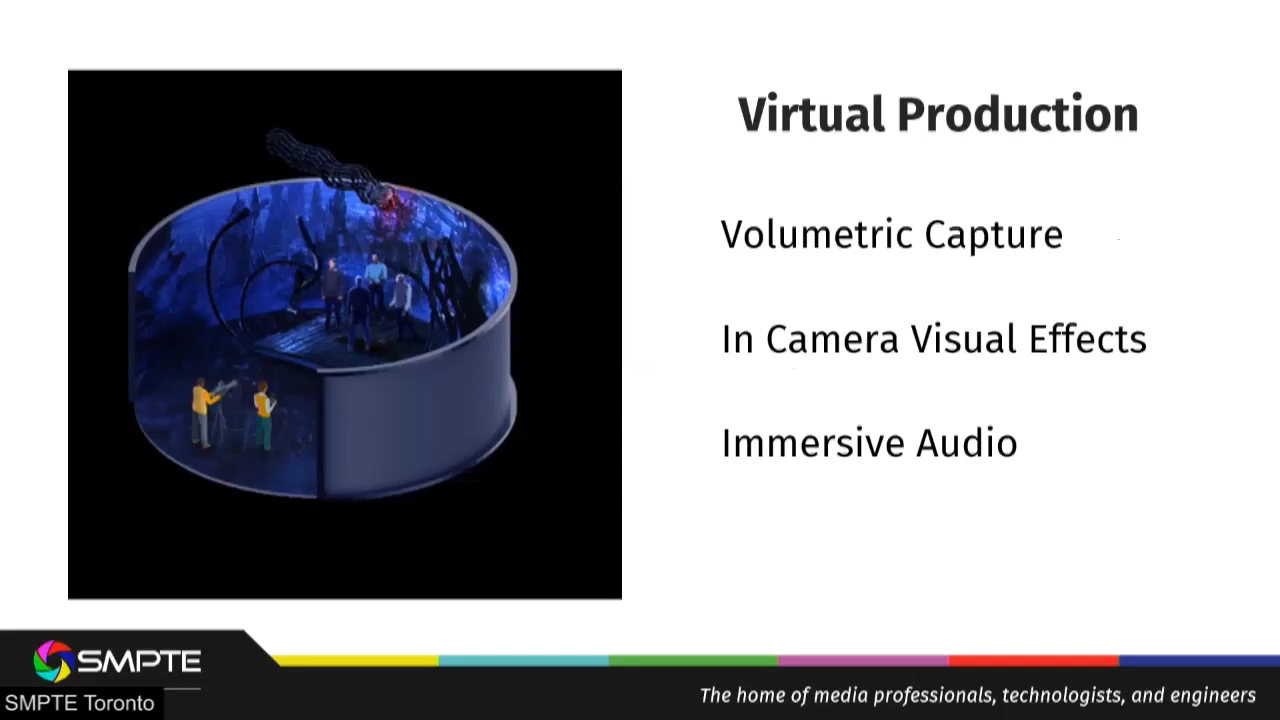 Virtual Production
Volumetric Capture
In Camera Visual Effects
Immersive Audio
SMPTE
SMPTE Toronto
The home of media professionals, technologists, and engineers